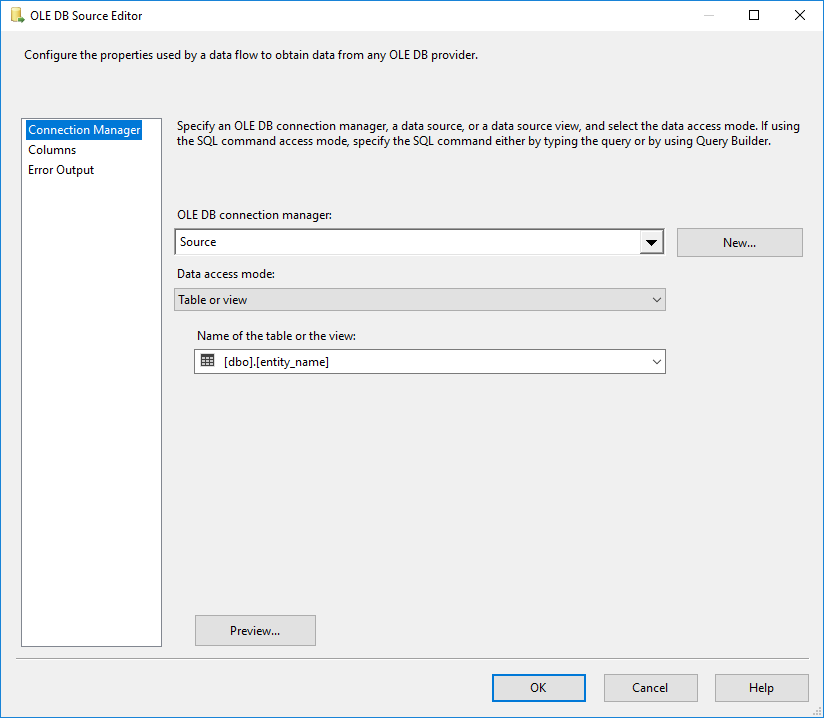 OLE DB Source Editor
Configure the properties used by a data flow to obtain data from any OLE DB provider.
Connection Manager
Columns
Error Output
Specify an OLE DB connection manager, a data source, or a data source view, and select the data access mode. If using
the SQL command access mode, specify the SQL command either by typing the query or by using Query Builder.
OLE DB connection manager:
Source
New...
Data access mode:
Table or view
Name of the table or the view:
[dbo].[entity_name]
Preview...
OK
Cancel
Help